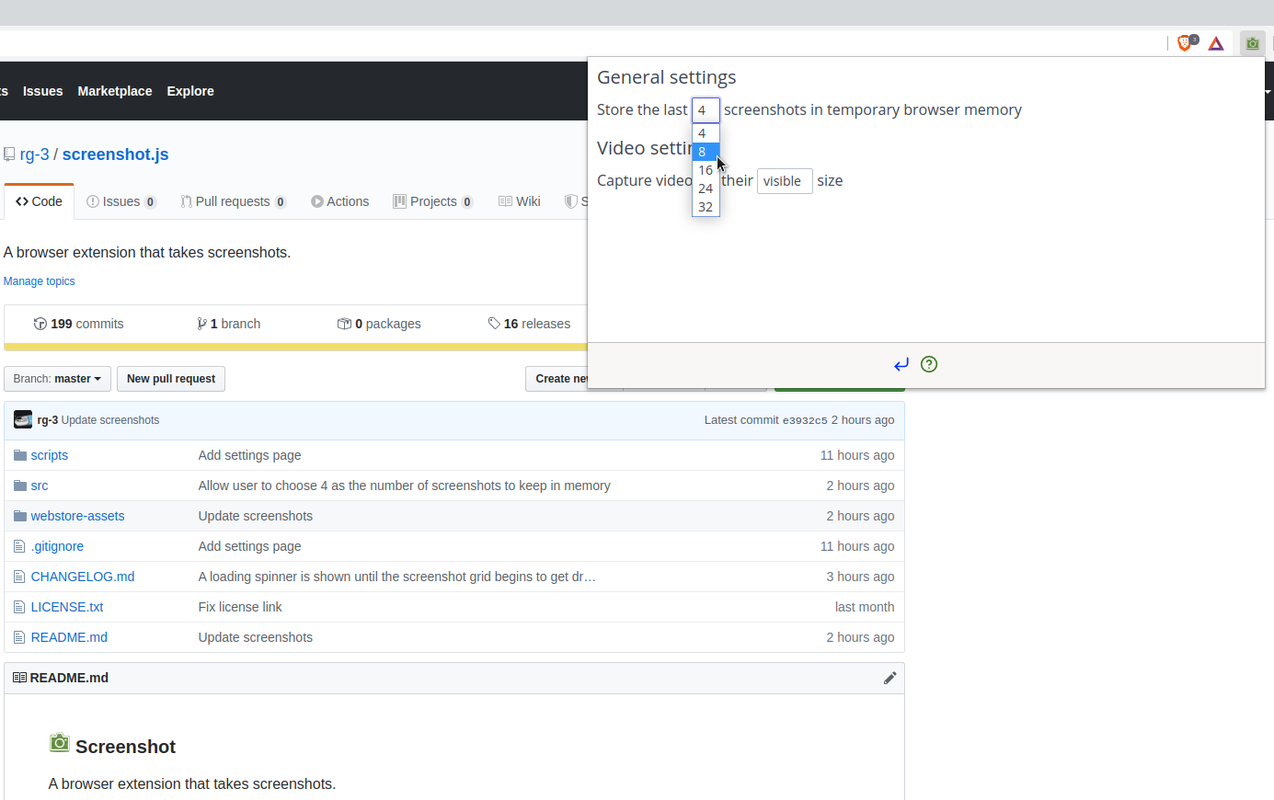 3
ts Issues Marketplace Explore
General settings
Store the last 4 screenshots in temporary browser memory
4
8
16
24
32
Video settin
Capture video their visible size
rg-3 / screenshot.js
Code Issues 0 Pull requests 0 Actions Projects 0 Wiki S
A browser extension that takes screenshots.
Manage topics
199 commits 1 branch 0 packages 16 releases
Branch: master New pull request Create ne
rg-3 Update screenshots Latest commit e3932c5 2 hours ago
scripts Add settings page 11 hours ago
src Allow user to choose 4 as the number of screenshots to keep in memory 2 hours ago
webstore-assets Update screenshots 2 hours ago
.gitignore Add settings page 11 hours ago
CHANGELOG.md A loading spinner is shown until the screenshot grid begins to get dr… 3 hours ago
LICENSE.txt Fix license link last month
README.md Update screenshots 2 hours ago
README.md
Screenshot
A browser extension that takes screenshots.